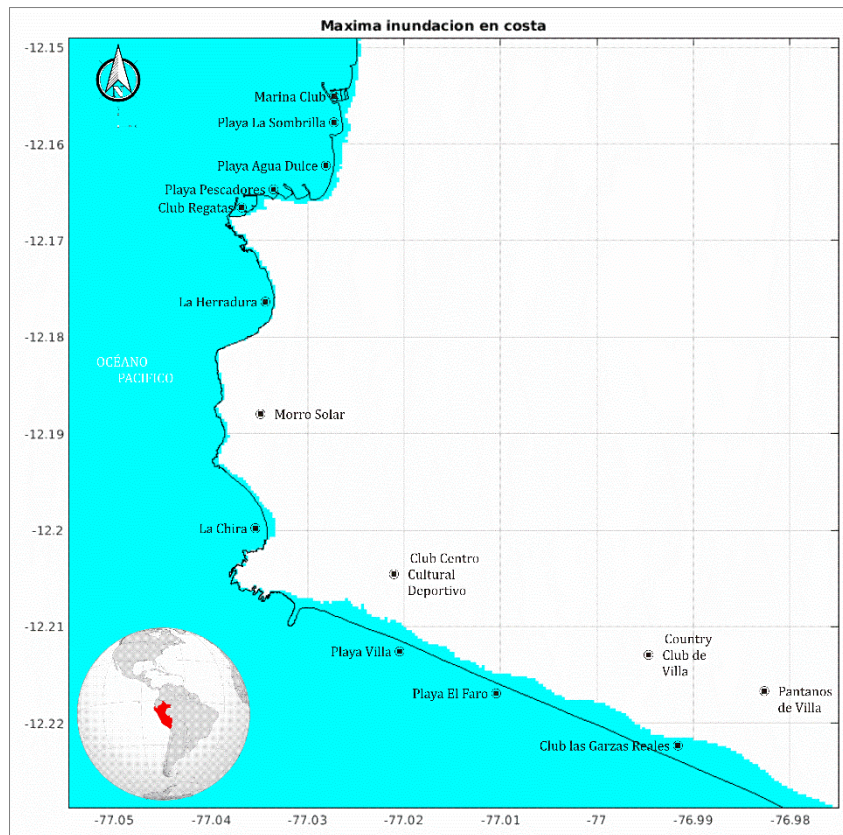 Maxima inundacion en costa
-12.15
Marina Club
Playa La Sombrilla
-12.16
Playa Agua Dulce
Playa Pescadores
Club Regatas
-12.17
La Herradura
-12.18
OCÉANO
PACIFICO
Morro Solar
-12.19
-12.2
La Chira
Club Centro
Cultural
Deportivo
-12.21
Playa Villa
Country
Club de
Villa
Playa El Faro
Pantanos
de Villa
-12.22
Club las Garzas Reales
-77.05 -77.04 -77.03 -77.02 -77.01 -77 -76.99 -76.98